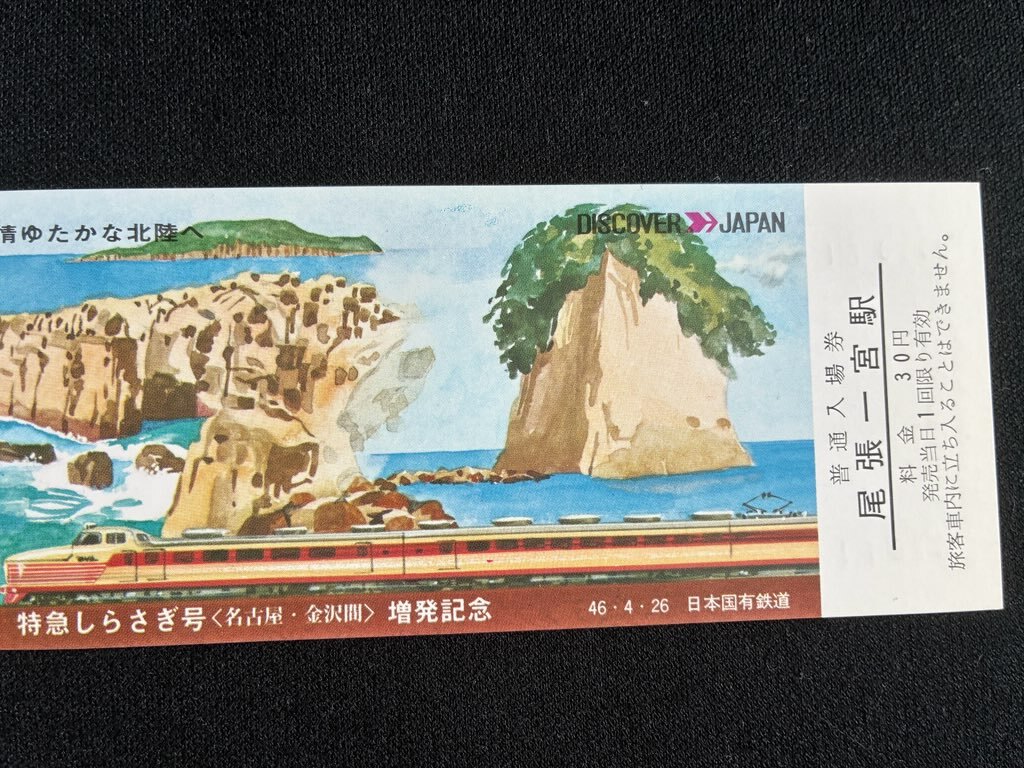 情ゆたかな北陸へ
DISCOVER JAPAN
特急しらさぎ号〈名古屋・金沢間〉増発記念
46・4・26 日本国有鉄道
普通入場券
尾張一宮駅
料金 30円
発売当日1回限り有効
旅客車内に立ち入ることはできません。